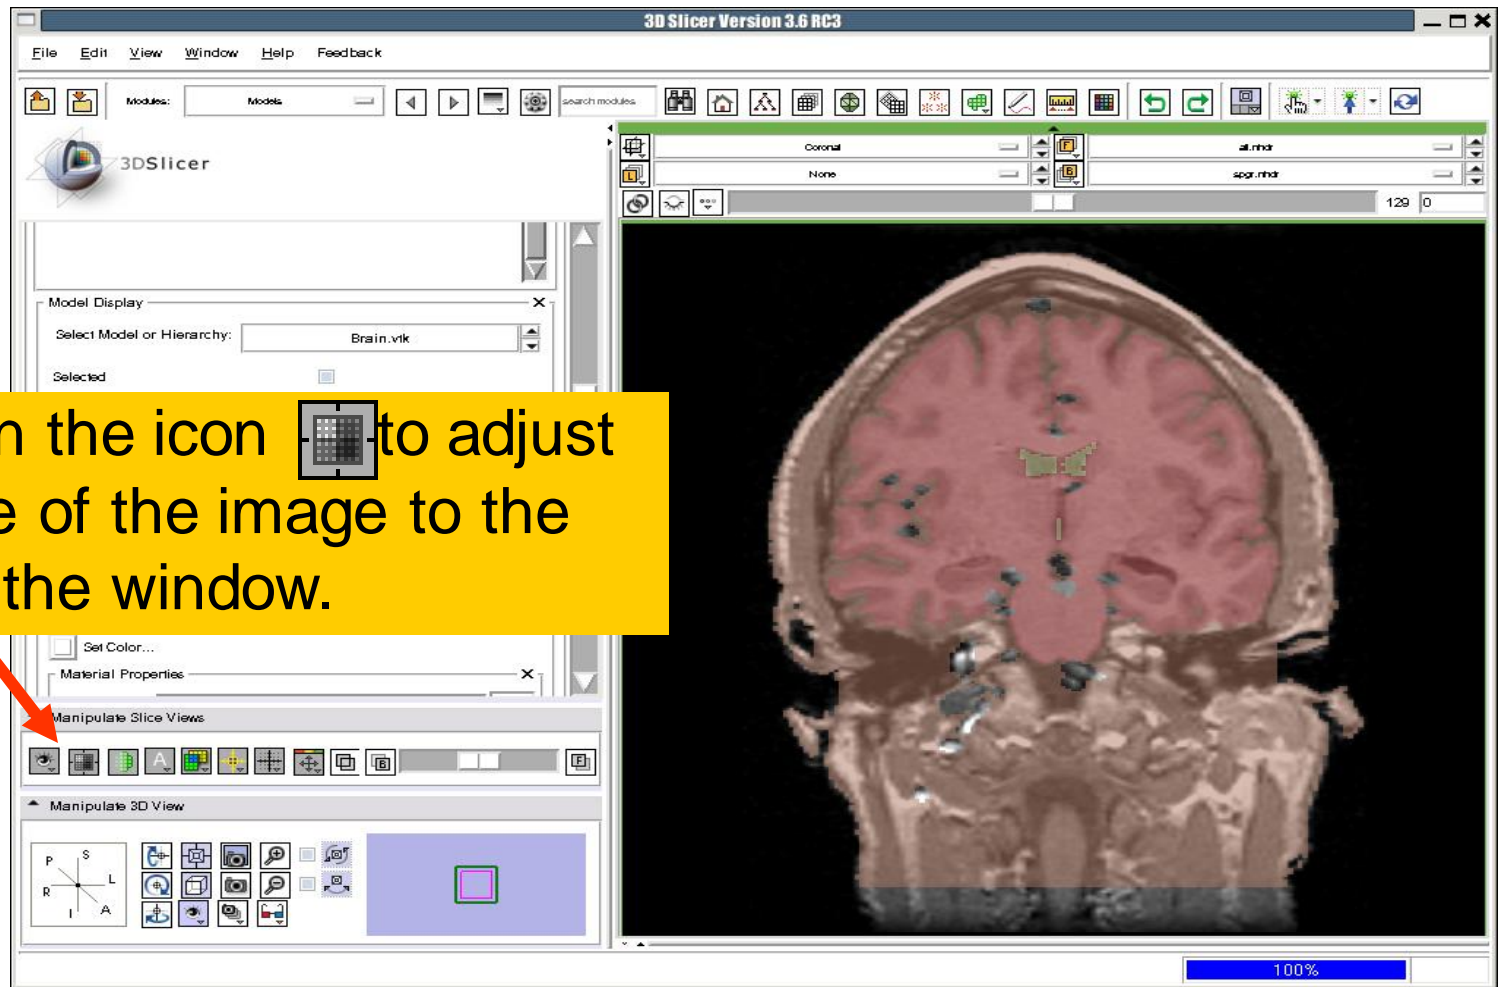 3D Slicer Version 3.6 RC3
File Edit View Window Help Feedback
Modules: Models search modules
3DSlicer
Coronal all.nhdr
None spgr.nhdr
129 0
Model Display
Select Model or Hierarchy: Brain.vtk
Selected
the icon to adjust
of the image to the
the window.
Set Color...
Material Properties
Manipulate Slice Views
Manipulate 3D View
P S
R L
I A
100%